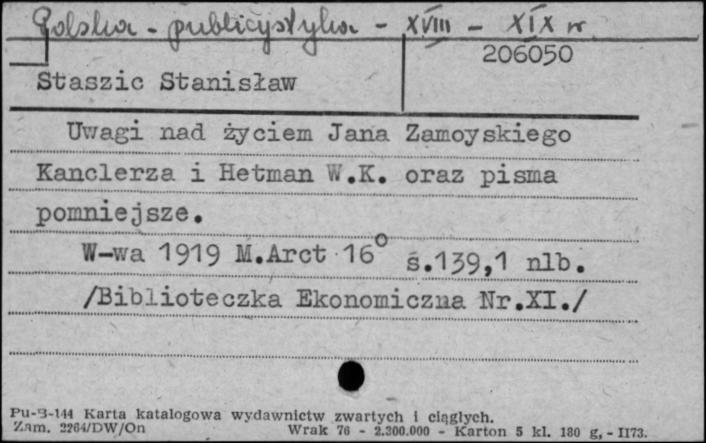 Polska - publicystyka - XVIII - XIX w.
206050
Staszic Stanisław
Uwagi nad życiem Jana Zamoyskiego
Kanclerza i Hetman W.K. oraz pisma
pomniejsze.
W-wa 1919 M.Arct 16° s.139,1 nlb.
/Biblioteczka Ekonomiczna Nr.XI./
Pu-B-144 Karta katalogowa wydawnictw zwartych i ciągłych.
Zam. 2264/DW/On Wrak 76 - 2.300.000 - Karton 5 kl. 180 g, - II73.